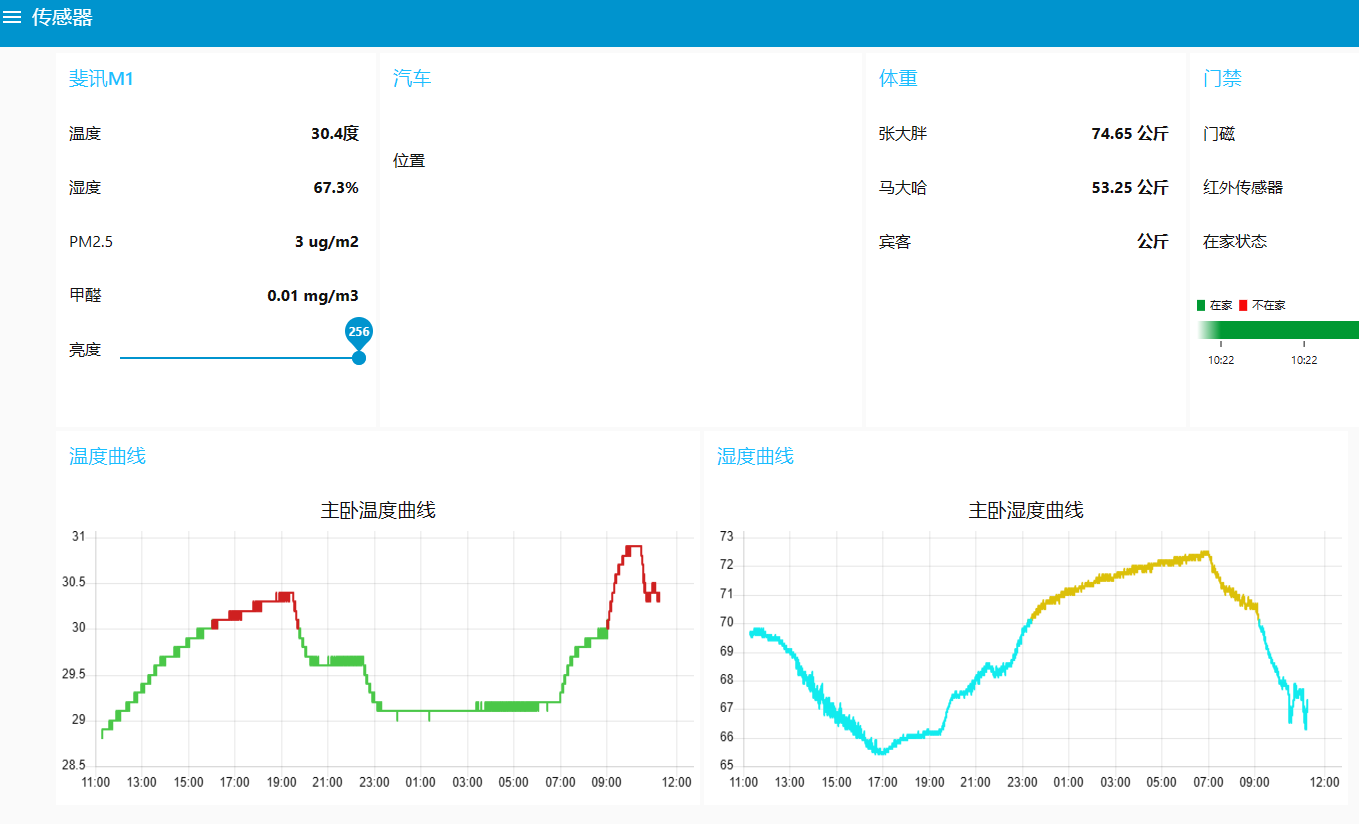 传感器
斐讯M1
温度 30.4度
湿度 67.3%
PM2.5 3 ug/m2
甲醛 0.01 mg/m3
亮度 256
汽车
位置
体重
张大胖 74.65 公斤
马大哈 53.25 公斤
宾客 公斤
门禁
门磁
红外传感器
在家状态
在家 不在家
10:22 10:22
温度曲线
主卧温度曲线
31
30.5
30
29.5
29
28.5
11:00 13:00 15:00 17:00 19:00 21:00 23:00 01:00 03:00 05:00 07:00 09:00 12:00
湿度曲线
主卧湿度曲线
73
72
71
70
69
68
67
66
65
11:00 13:00 15:00 17:00 19:00 21:00 23:00 01:00 03:00 05:00 07:00 09:00 12:00